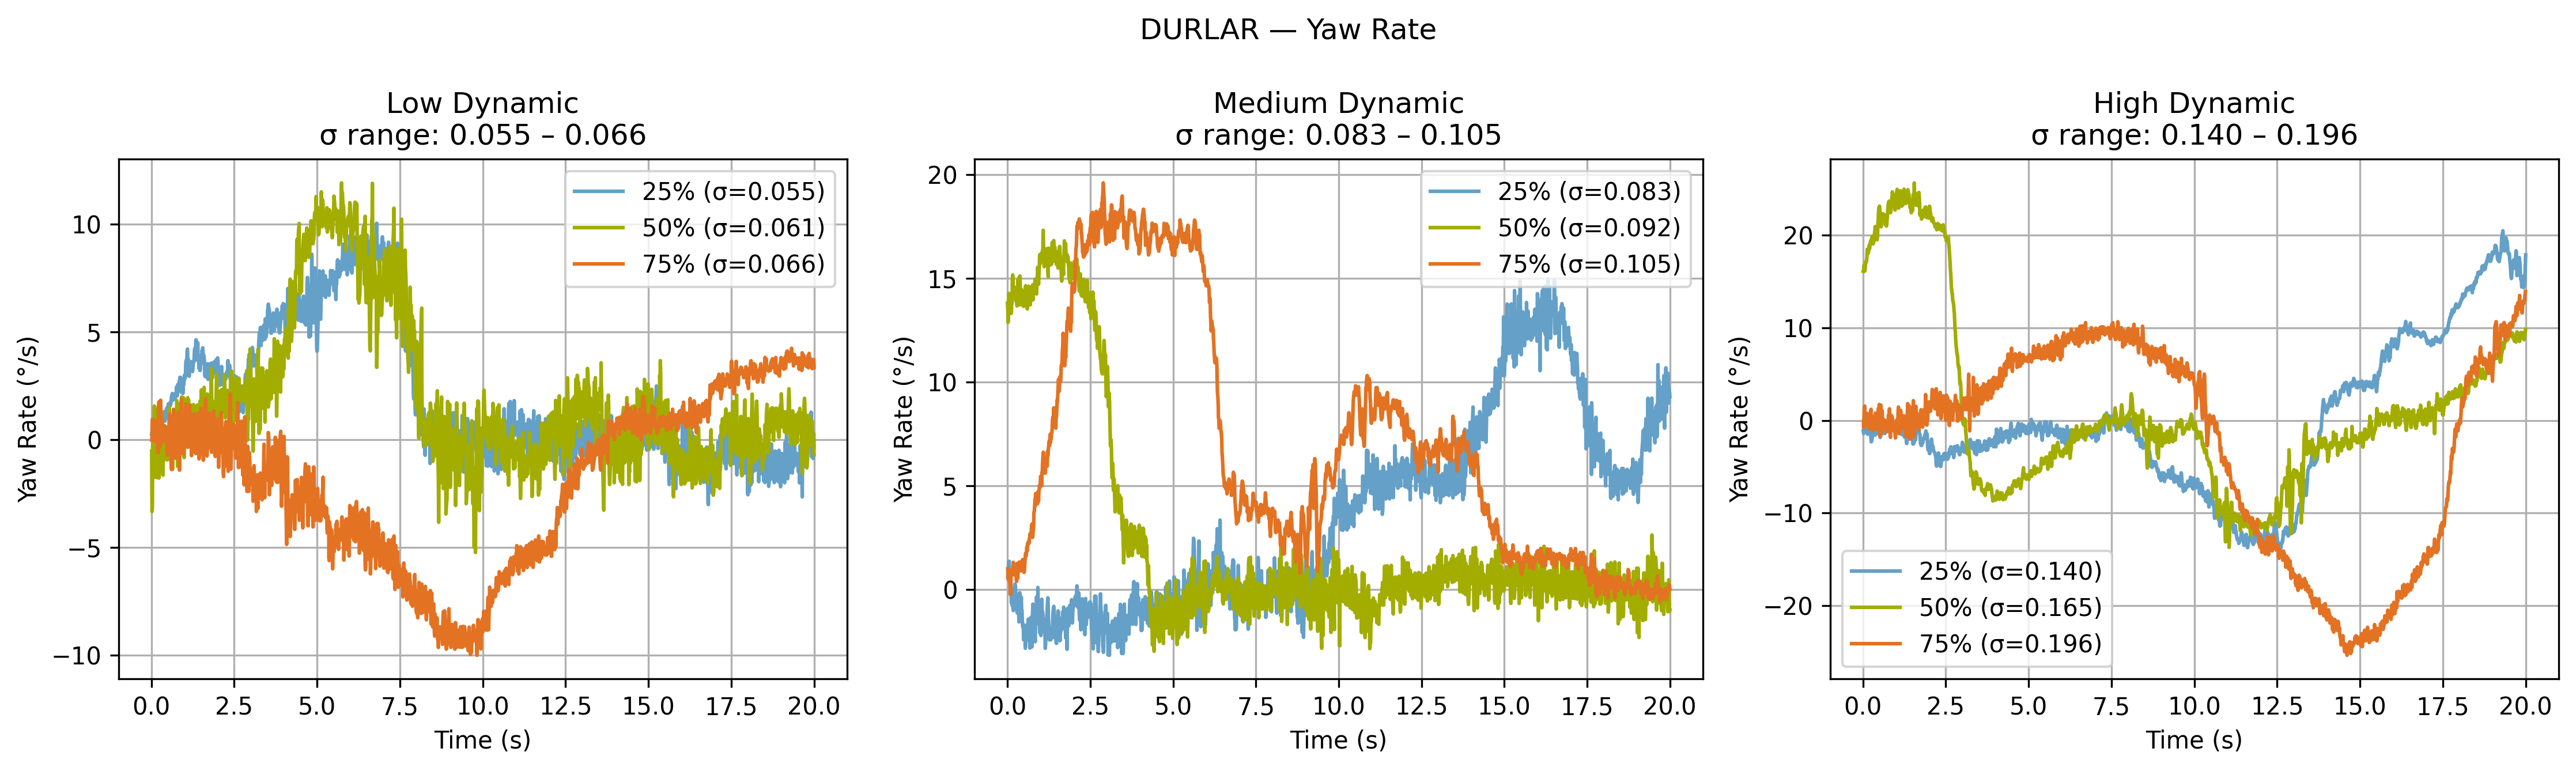 DURLAR — Yaw Rate
Low Dynamic
σ range: 0.055 – 0.066
Yaw Rate (°/s)
10
5
0
−5
−10
25% (σ=0.055)
50% (σ=0.061)
75% (σ=0.066)
0.0 2.5 5.0 7.5 10.0 12.5 15.0 17.5 20.0
Time (s)
Medium Dynamic
σ range: 0.083 – 0.105
Yaw Rate (°/s)
20
15
10
5
0
25% (σ=0.083)
50% (σ=0.092)
75% (σ=0.105)
0.0 2.5 5.0 7.5 10.0 12.5 15.0 17.5 20.0
Time (s)
High Dynamic
σ range: 0.140 – 0.196
Yaw Rate (°/s)
20
10
0
−10
−20
25% (σ=0.140)
50% (σ=0.165)
75% (σ=0.196)
0.0 2.5 5.0 7.5 10.0 12.5 15.0 17.5 20.0
Time (s)